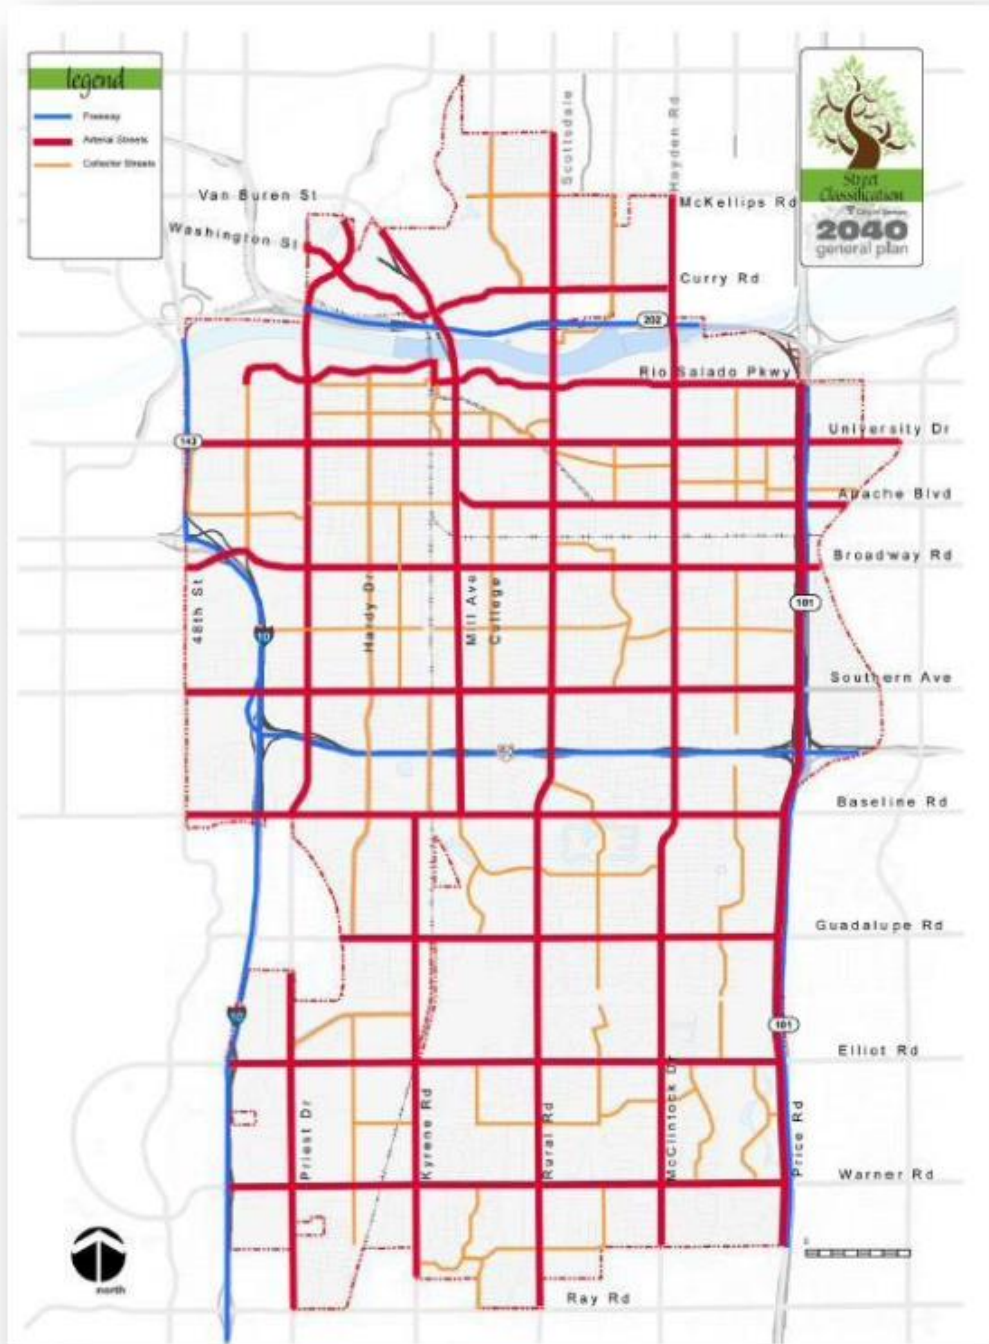 legend
Freeway
Arterial Streets
Collector Streets
Street
Classification
2040
general plan
Scottsdale
Hayden Rd
Van Buren St
McKellips Rd
Washington St
Curry Rd
202
Rio Salado Pkwy
University Dr
143
Apache Blvd
Broadway Rd
48th St
Hardy Dr
Mill Ave
College
101
10
Southern Ave
Baseline Rd
Guadalupe Rd
10
101
Elliot Rd
Priest Dr
Kyrene Rd
Rural Rd
McClintock Dr
Price Rd
Warner Rd
north
Ray Rd